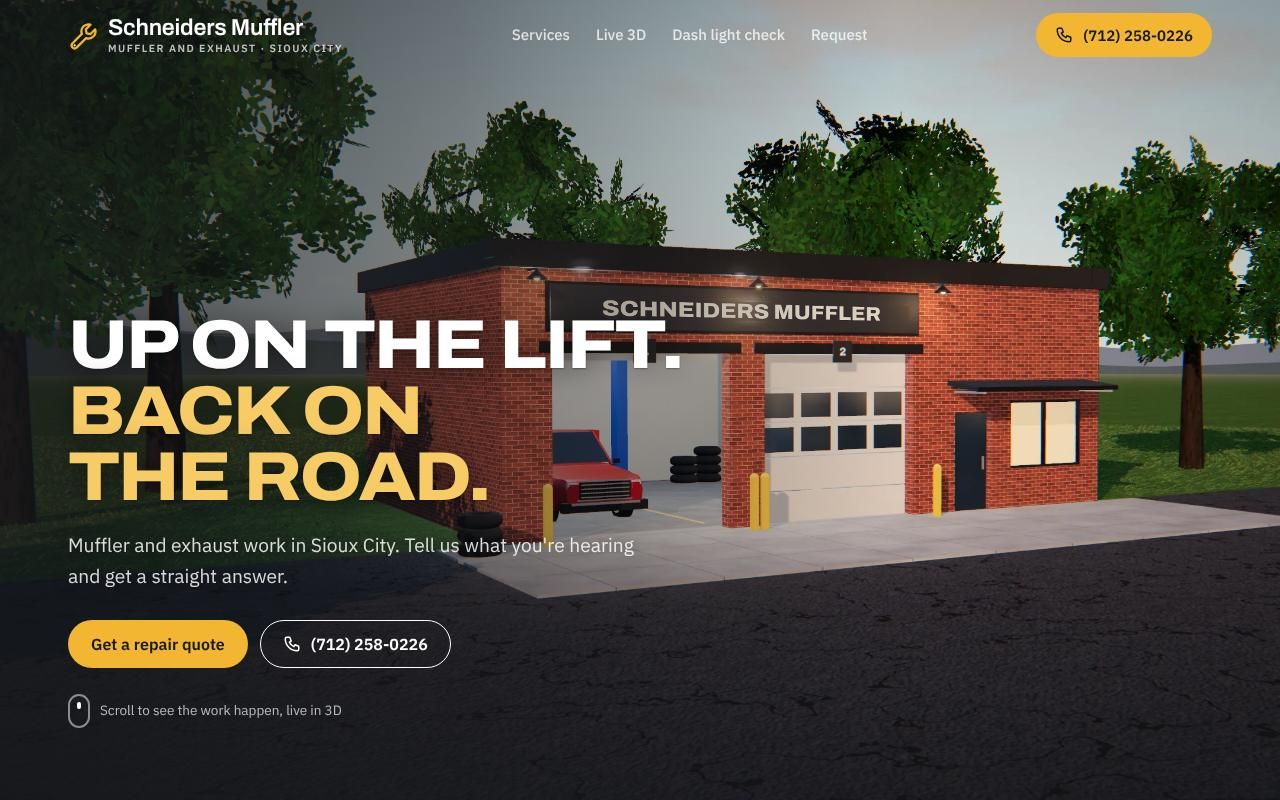 Schneiders Muffler
MUFFLER AND EXHAUST · SIOUX CITY
Services
Live 3D
Dash light check
Request
(712) 258-0226
SCHNEIDERS MUFFLER
2
UP ON THE LIFT.
BACK ON
THE ROAD.
Muffler and exhaust work in Sioux City. Tell us what you're hearing
and get a straight answer.
Get a repair quote
(712) 258-0226
Scroll to see the work happen, live in 3D